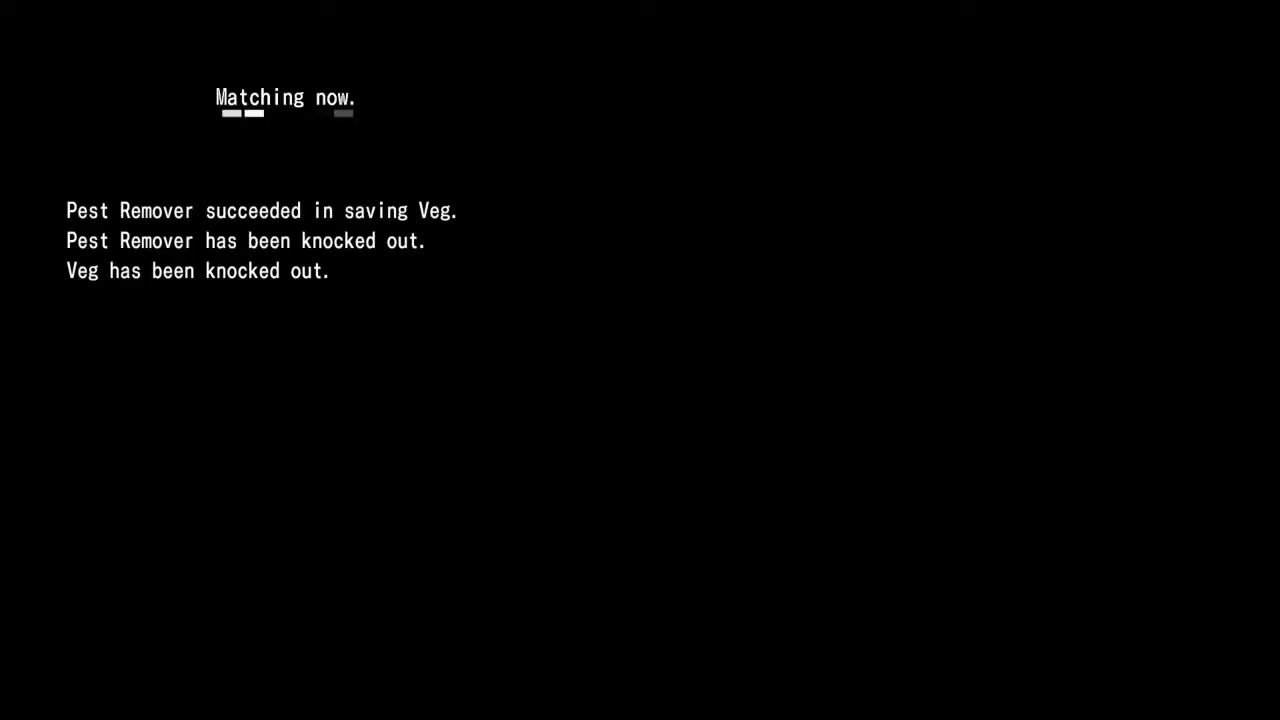 Matching now.
Pest Remover succeeded in saving Veg.
Pest Remover has been knocked out.
Veg has been knocked out.